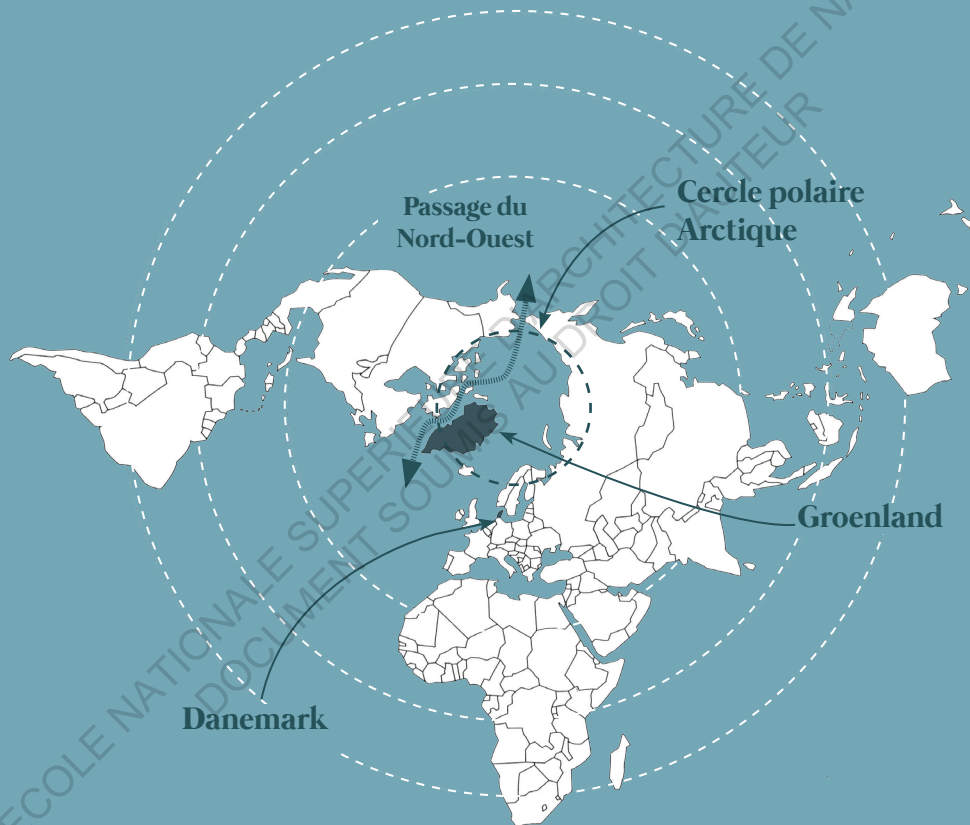 Passage du
Nord-Ouest
Cercle polaire
Arctique
Groenland
Danemark
ECOLE NATIONALE SUPERIEURE D'ARCHITECTURE DE NA
DOCUMENT SOUMIS AU DROIT D'AUTEUR